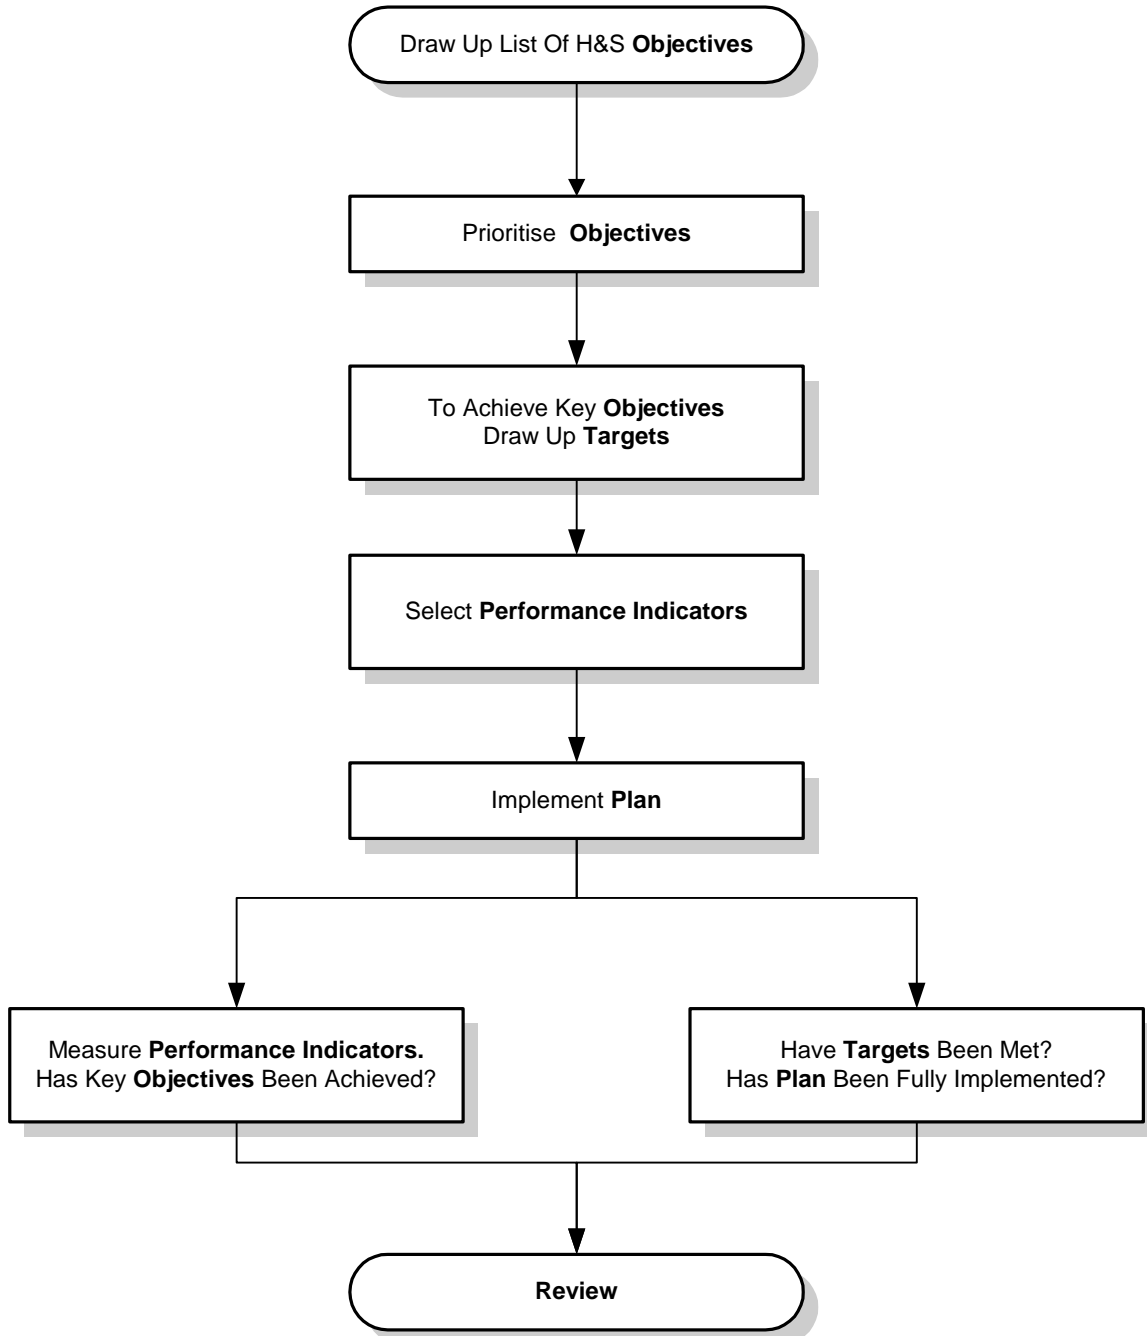 Draw Up List Of H&S Objectives
Prioritise  Objectives
To Achieve Key Objectives
Draw Up Targets
Select Performance Indicators
Implement Plan
Measure Performance Indicators.
Has Key Objectives Been Achieved?
Have Targets Been Met?
Has Plan Been Fully Implemented?
Review